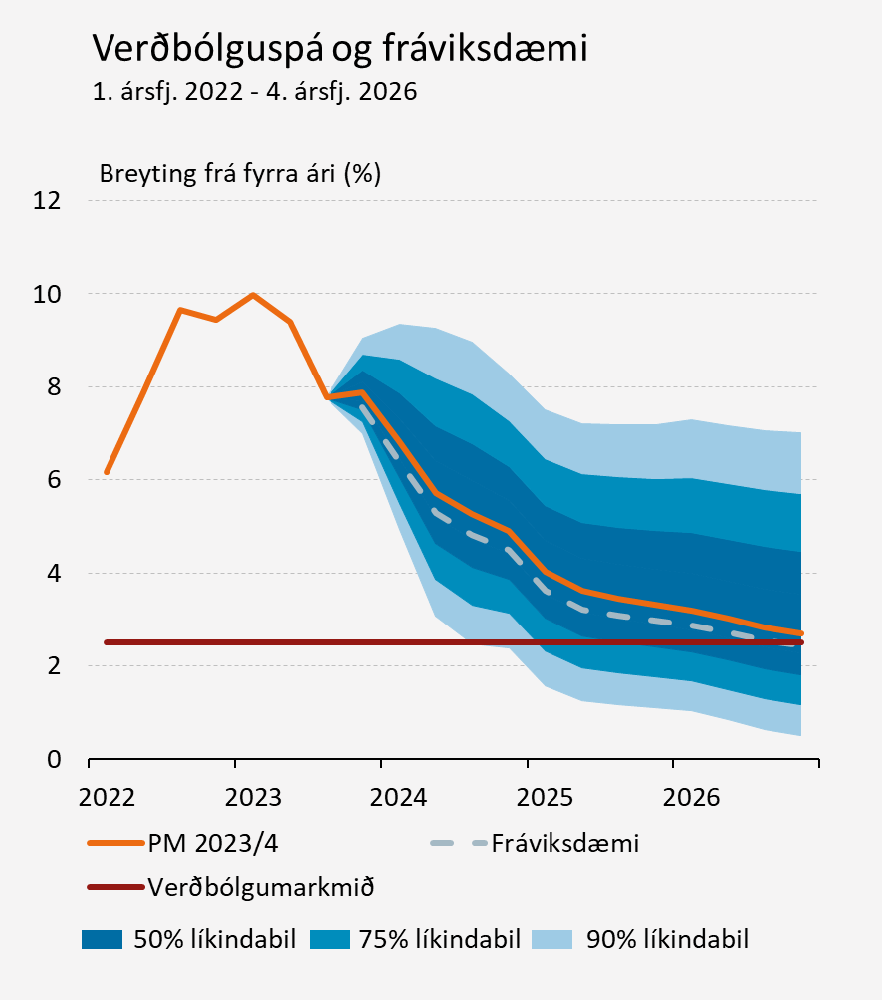 Verðbólguspá og fráviksdæmi
1. ársfj. 2022 - 4. ársfj. 2026
Breyting frá fyrra ári (%)
12
10
8
6
4
2
0
2022 2023 2024 2025 2026
PM 2023/4 Fráviksdæmi
Verðbólgumarkmið
50% líkindabil 75% líkindabil 90% líkindabil